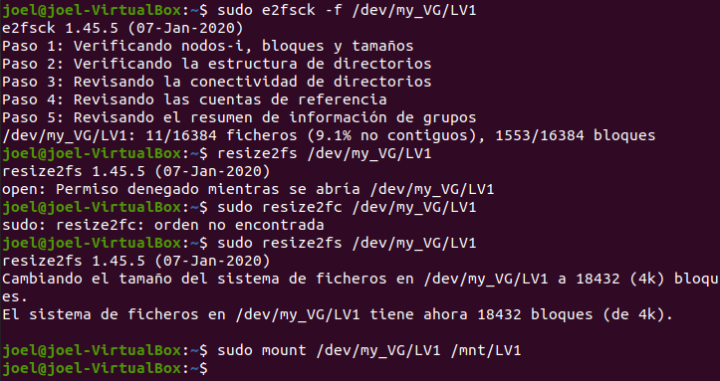 joel@joel-VirtualBox:~$ sudo e2fsck -f /dev/my_VG/LV1
e2fsck 1.45.5 (07-Jan-2020)
Paso 1: Verificando nodos-i, bloques y tamaños
Paso 2: Verificando la estructura de directorios
Paso 3: Revisando la conectividad de directorios
Paso 4: Revisando las cuentas de referencia
Paso 5: Revisando el resumen de información de grupos
/dev/my_VG/LV1: 11/16384 ficheros (9.1% no contiguos), 1553/16384 bloques
joel@joel-VirtualBox:~$ resize2fs /dev/my_VG/LV1
resize2fs 1.45.5 (07-Jan-2020)
open: Permiso denegado mientras se abría /dev/my_VG/LV1
joel@joel-VirtualBox:~$ sudo resize2fc /dev/my_VG/LV1
sudo: resize2fc: orden no encontrada
joel@joel-VirtualBox:~$ sudo resize2fs /dev/my_VG/LV1
resize2fs 1.45.5 (07-Jan-2020)
Cambiando el tamaño del sistema de ficheros en /dev/my_VG/LV1 a 18432 (4k) bloqu
es.
El sistema de ficheros en /dev/my_VG/LV1 tiene ahora 18432 bloques (de 4k).
joel@joel-VirtualBox:~$ sudo mount /dev/my_VG/LV1 /mnt/LV1
joel@joel-VirtualBox:~$